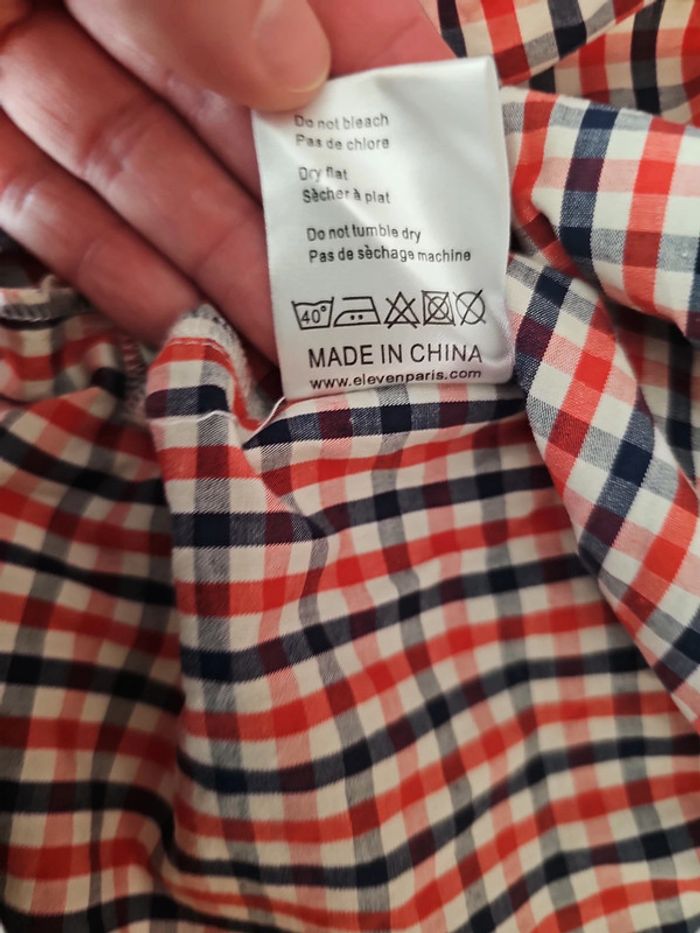 Do not bleach
Pas de chlore
Dry flat
Sècher à plat
Do not tumble dry
Pas de sèchage machine
40°
MADE IN CHINA
www.elevenparis.com